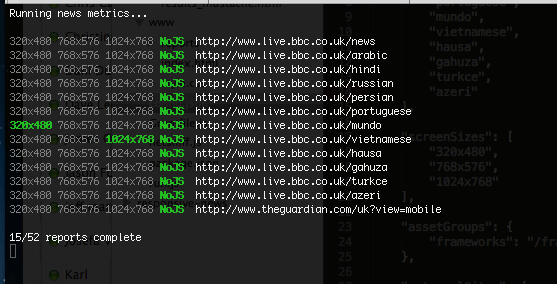 Running news metrics...
320x480 768x576 1024x768 NoJS http://www.live.bbc.co.uk/news
320x480 768x576 1024x768 NoJS http://www.live.bbc.co.uk/arabic
320x480 768x576 1024x768 NoJS http://www.live.bbc.co.uk/hindi
320x480 768x576 1024x768 NoJS http://www.live.bbc.co.uk/russian
320x480 768x576 1024x768 NoJS http://www.live.bbc.co.uk/persian
320x480 768x576 1024x768 NoJS http://www.live.bbc.co.uk/portuguese
320x480 768x576 1024x768 NoJS http://www.live.bbc.co.uk/mundo
320x480 768x576 1024x768 NoJS http://www.live.bbc.co.uk/vietnamese
320x480 768x576 1024x768 NoJS http://www.live.bbc.co.uk/hausa
320x480 768x576 1024x768 NoJS http://www.live.bbc.co.uk/gahuza
320x480 768x576 1024x768 NoJS http://www.live.bbc.co.uk/turkce
320x480 768x576 1024x768 NoJS http://www.live.bbc.co.uk/azeri
320x480 768x576 1024x768 NoJS http://www.theguardian.com/uk?view=mobile
15/52 reports complete
www
Karl
9 "mundo",
"vietnamese",
"hausa",
"gahuza",
"turkce",
"azeri"
],
"screenSizes": [
"320x480",
"768x576",
"1024x768"
],
23 "assetGroups": {
24 "frameworks": "/fra
25 },
26